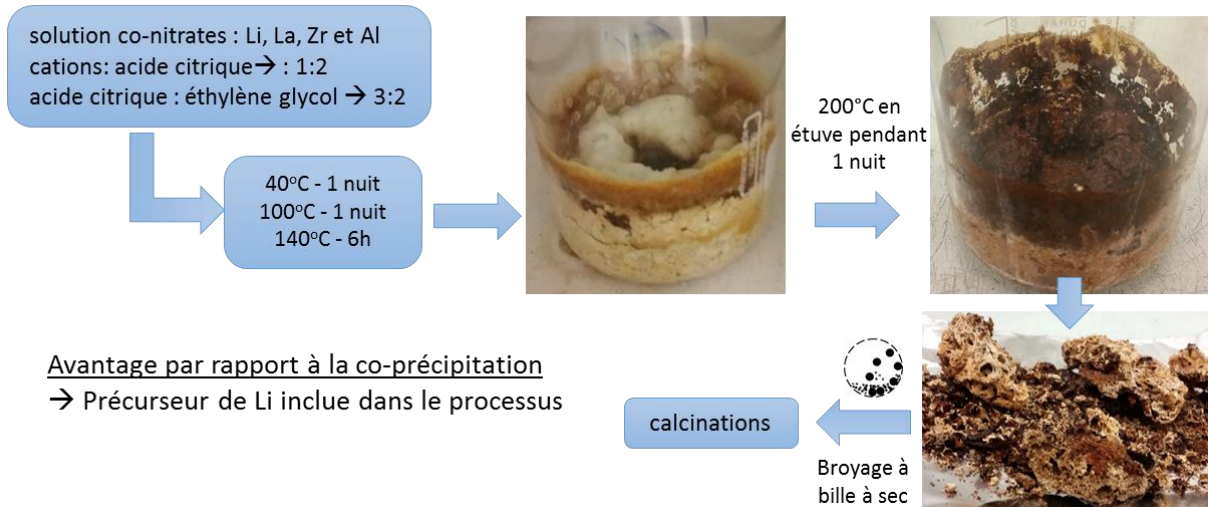 solution co-nitrates : Li, La, Zr et Al
cations: acide citrique→ : 1:2
acide citrique : éthylène glycol → 3:2
40°C - 1 nuit
100°C - 1 nuit
140°C - 6h
200°C en
étuve pendant
1 nuit
Avantage par rapport à la co-précipitation
→ Précurseur de Li inclue dans le processus
calcinations
Broyage à
bille à sec